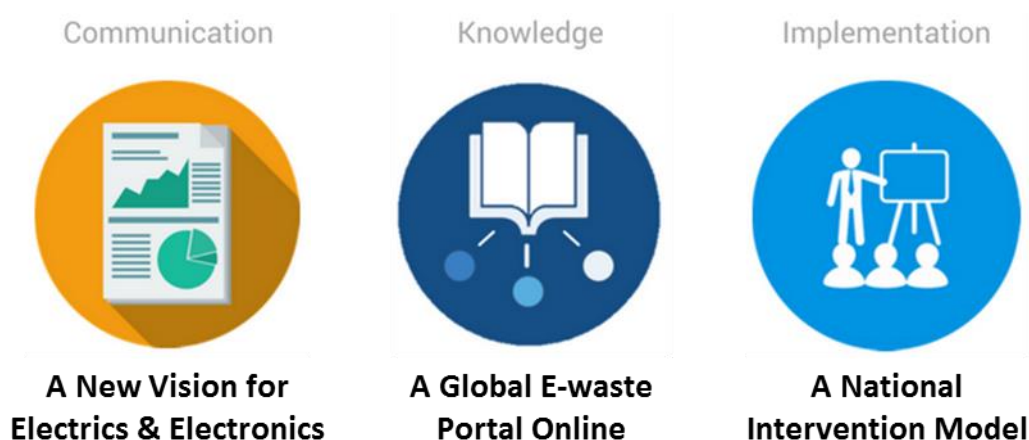 Communication
Knowledge
Implementation
A New Vision for
Electrics & Electronics
A Global E-waste
Portal Online
A National
Intervention Model